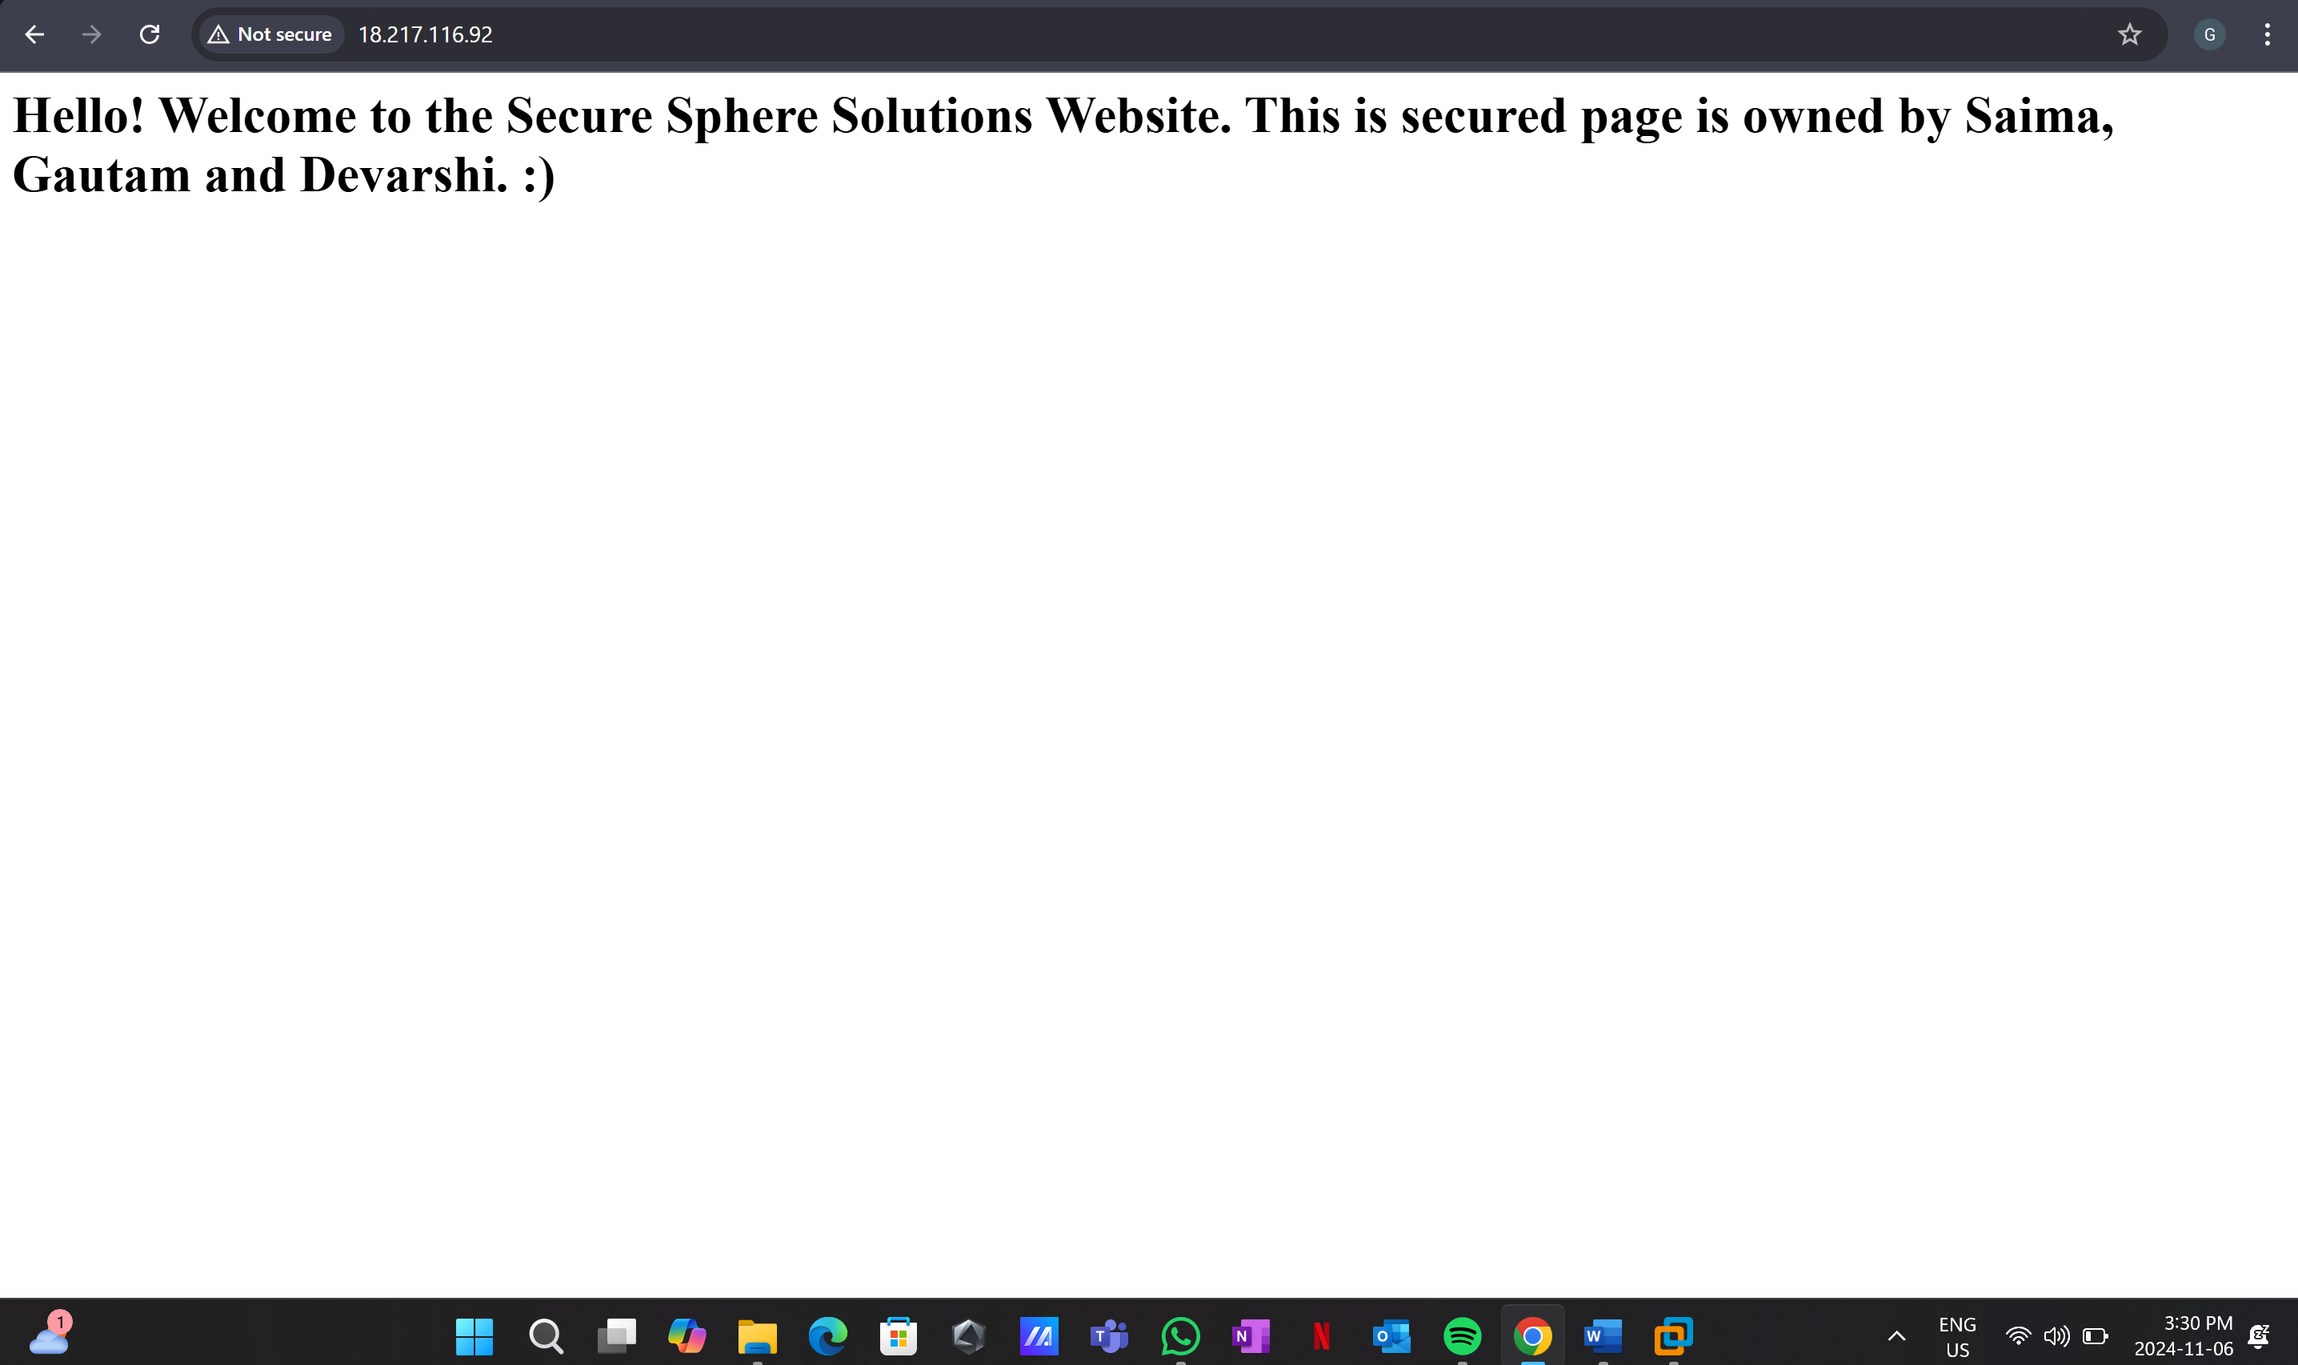 Not secure 18.217.116.92 G
Hello! Welcome to the Secure Sphere Solutions Website. This is secured page is owned by Saima,
Gautam and Devarshi. :)
1
ENG
US
3:30 PM
2024-11-06